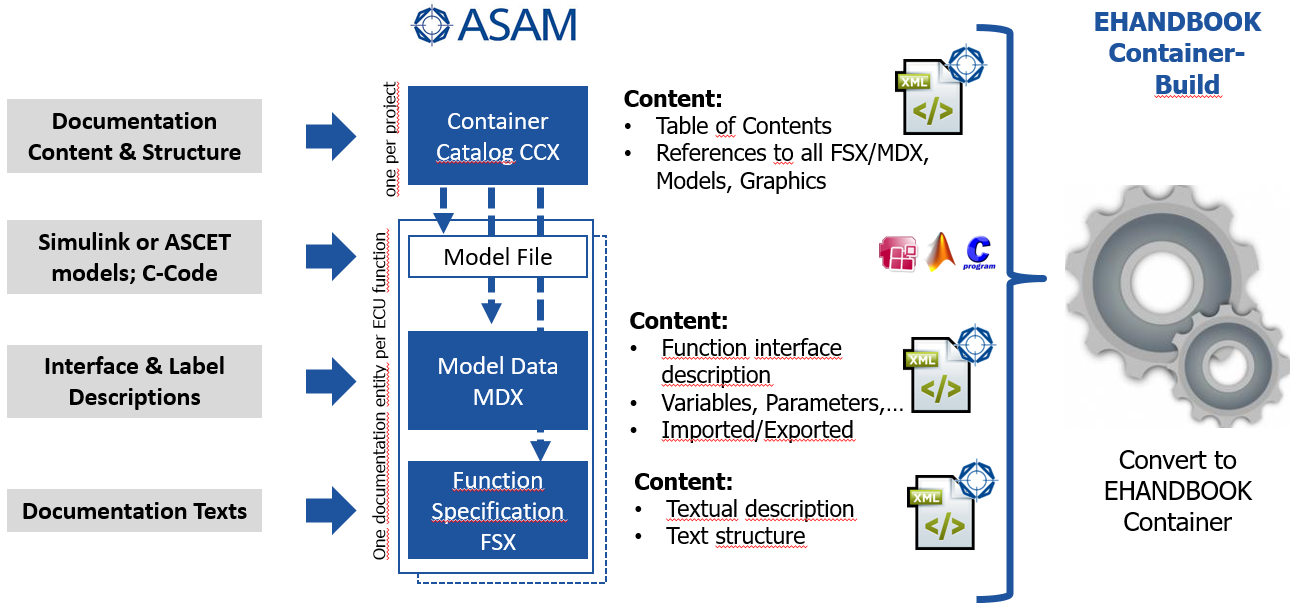 ASAM
EHANDBOOK
Container-
Build
Documentation
Content & Structure
one per project
Container
Catalog CCX
Content:
• Table of Contents
• References to all FSX/MDX,
Models, Graphics
XML
</>
Simulink or ASCET
models; C-Code
One documentation entity per ECU function
Model File
C
program
Interface & Label
Descriptions
Model Data
MDX
Content:
• Function interface
description
• Variables, Parameters,...
• Imported/Exported
XML
</>
Documentation Texts
Function
Specification
FSX
Content:
• Textual description
• Text structure
XML
</>
Convert to
EHANDBOOK
Container